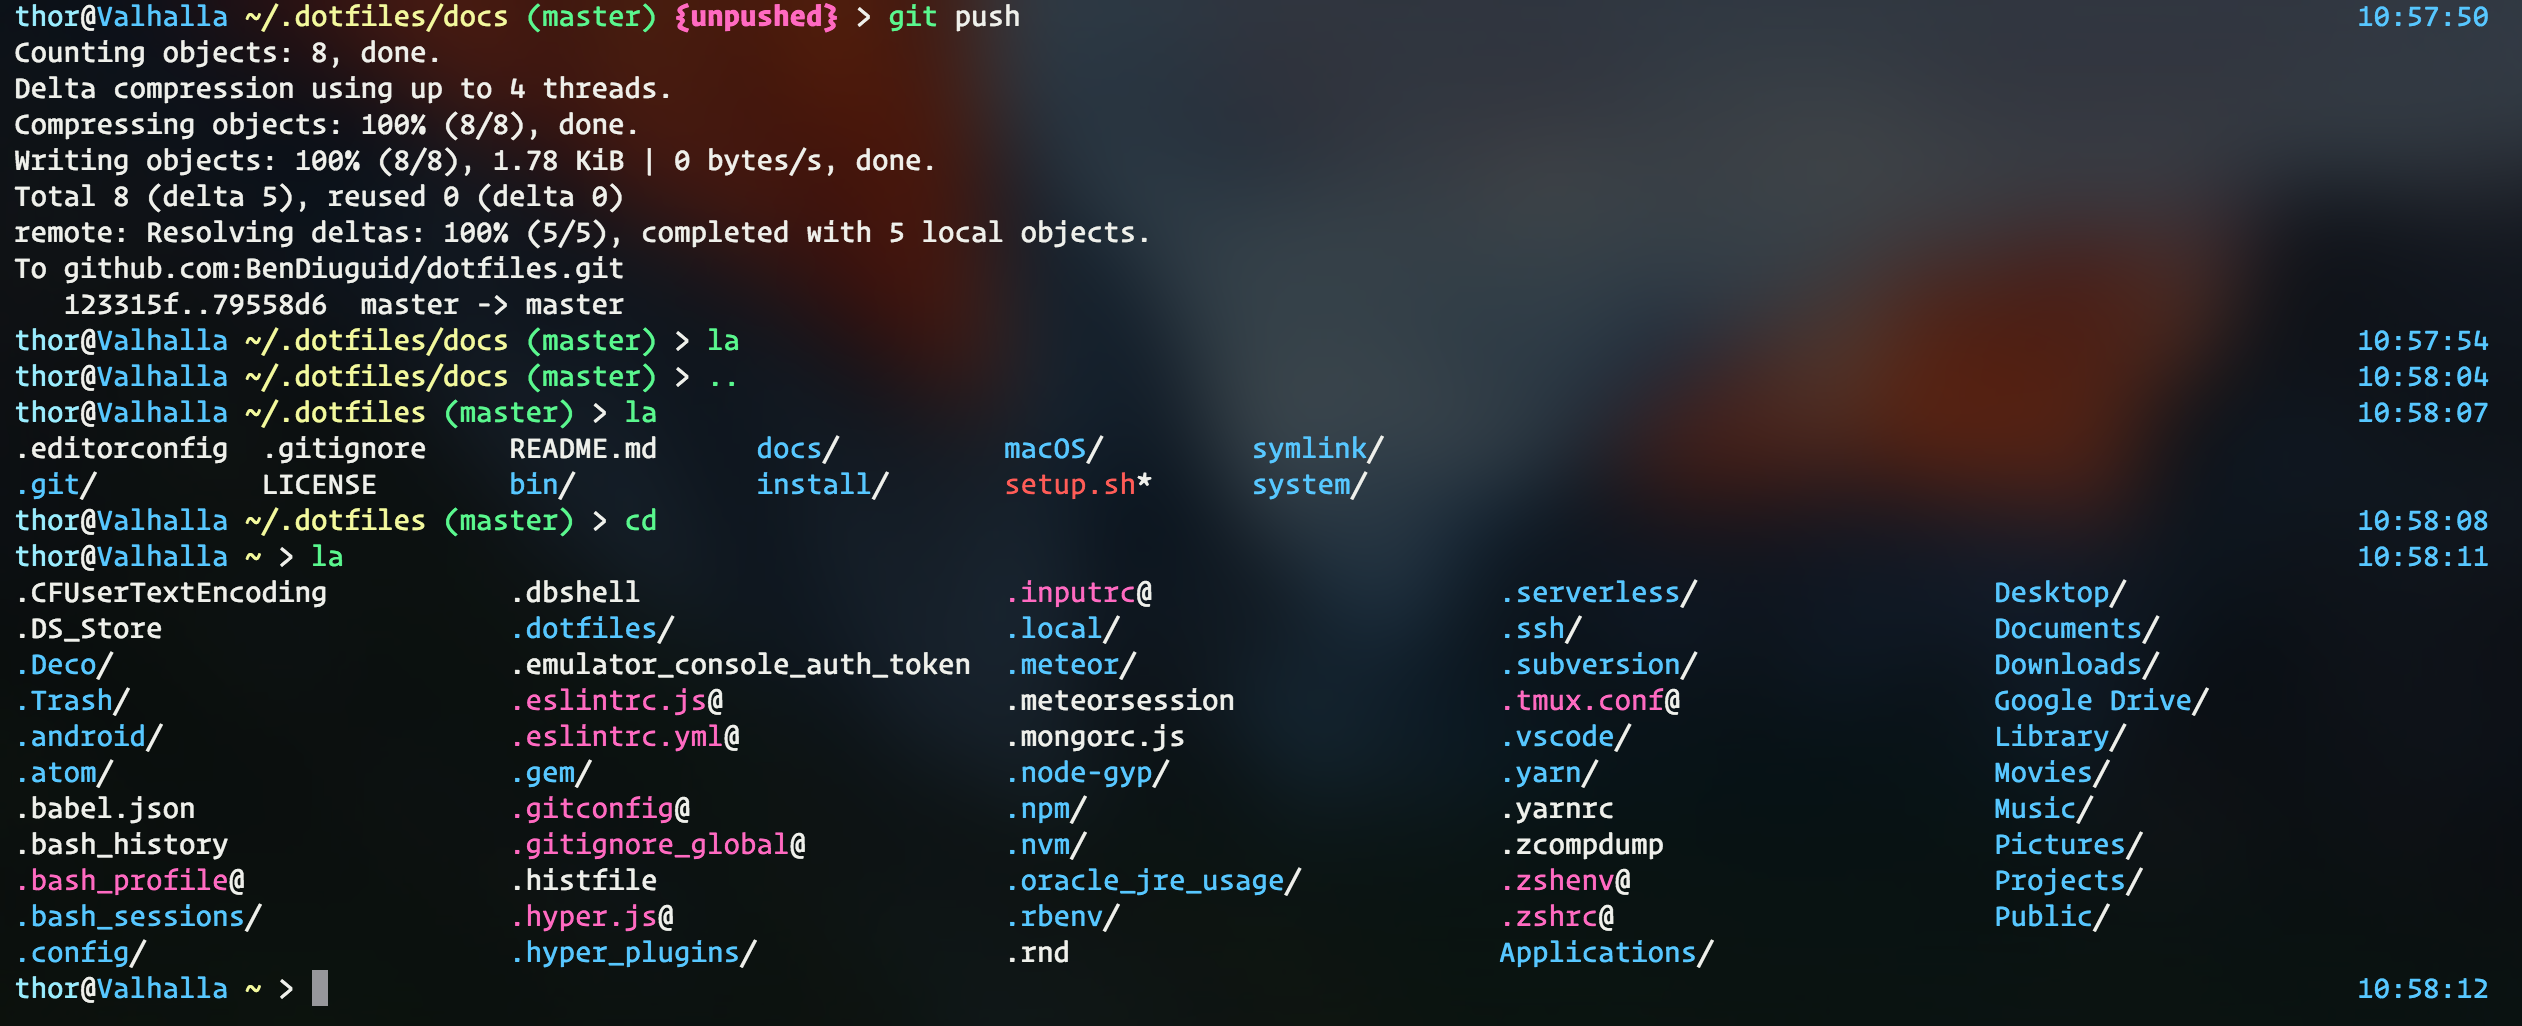 thor@Valhalla ~/.dotfiles/docs (master) {unpushed} > git push 10:57:50
Counting objects: 8, done.
Delta compression using up to 4 threads.
Compressing objects: 100% (8/8), done.
Writing objects: 100% (8/8), 1.78 KiB | 0 bytes/s, done.
Total 8 (delta 5), reused 0 (delta 0)
remote: Resolving deltas: 100% (5/5), completed with 5 local objects.
To github.com:BenDiuguid/dotfiles.git
   123315f..79558d6  master -> master
thor@Valhalla ~/.dotfiles/docs (master) > la 10:57:54
thor@Valhalla ~/.dotfiles/docs (master) > .. 10:58:04
thor@Valhalla ~/.dotfiles (master) > la 10:58:07
.editorconfig .gitignore README.md docs/ macOS/ symlink/
.git/ LICENSE bin/ install/ setup.sh* system/
thor@Valhalla ~/.dotfiles (master) > cd 10:58:08
thor@Valhalla ~ > la 10:58:11
.CFUserTextEncoding .dbshell .inputrc@ .serverless/ Desktop/
.DS_Store .dotfiles/ .local/ .ssh/ Documents/
.Deco/ .emulator_console_auth_token .meteor/ .subversion/ Downloads/
.Trash/ .eslintrc.js@ .meteorsession .tmux.conf@ Google Drive/
.android/ .eslintrc.yml@ .mongorc.js .vscode/ Library/
.atom/ .gem/ .node-gyp/ .yarn/ Movies/
.babel.json .gitconfig@ .npm/ .yarnrc Music/
.bash_history .gitignore_global@ .nvm/ .zcompdump Pictures/
.bash_profile@ .histfile .oracle_jre_usage/ .zshenv@ Projects/
.bash_sessions/ .hyper.js@ .rbenv/ .zshrc@ Public/
.config/ .hyper_plugins/ .rnd Applications/
thor@Valhalla ~ > 10:58:12